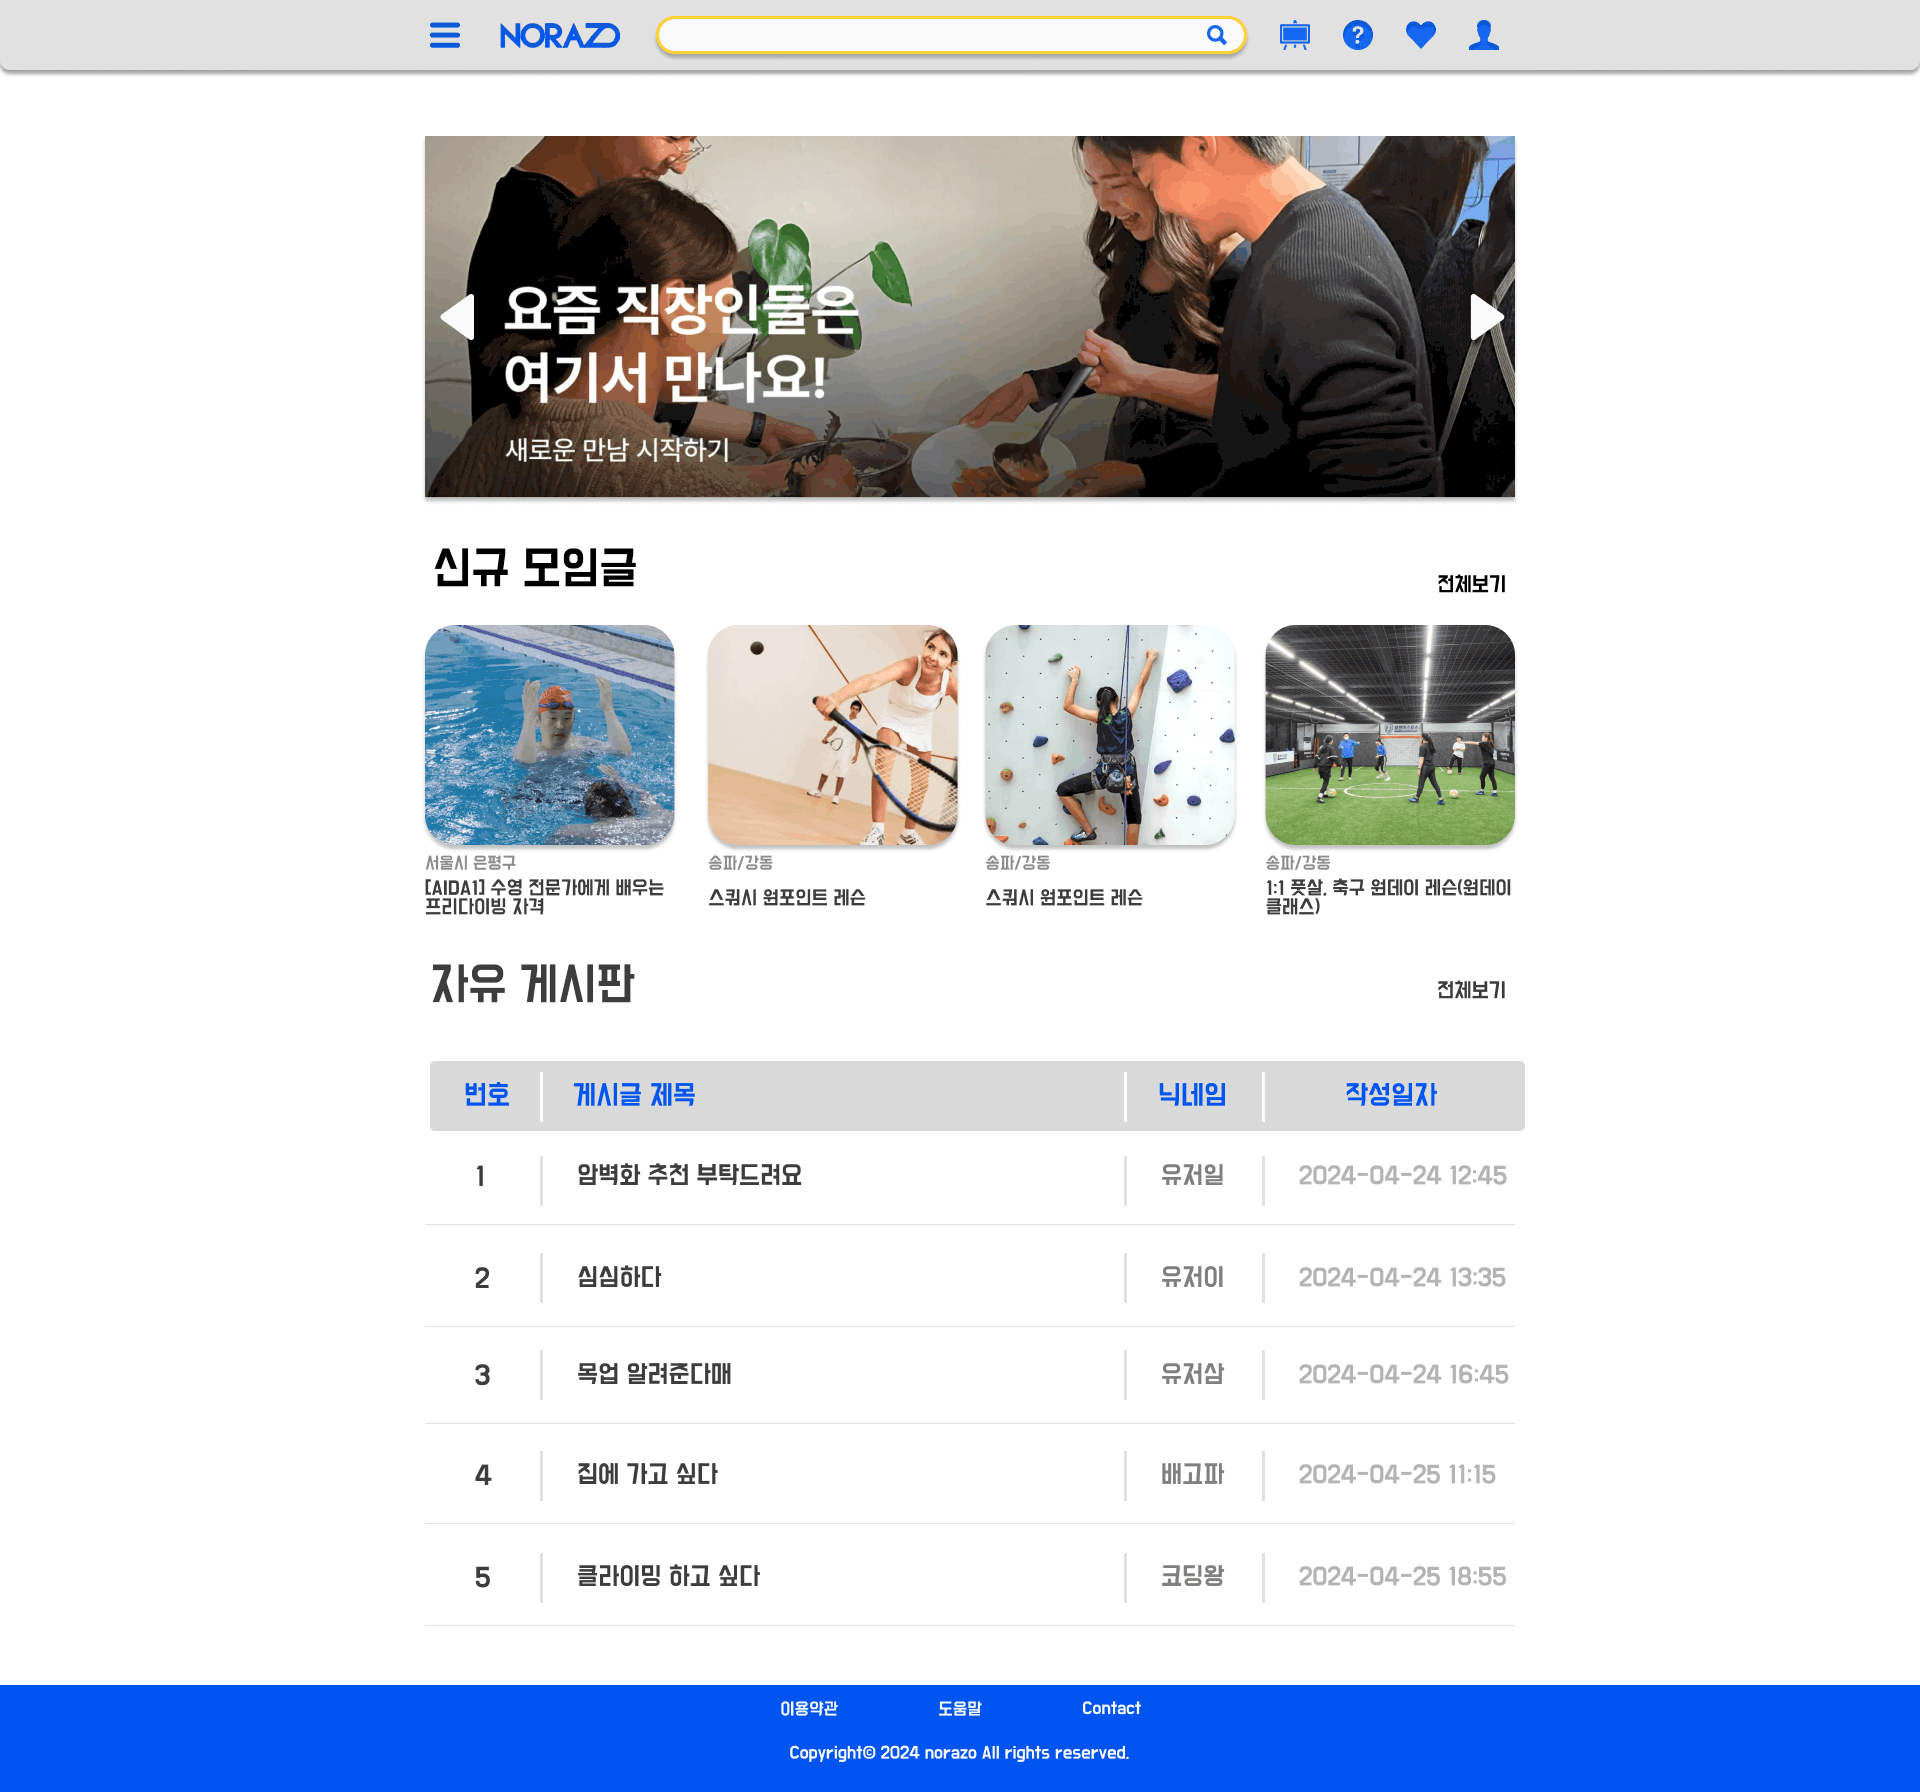 NORAZO
요즘 직장인들은
여기서 만나요!
새로운 만남 시작하기
신규 모임글
전체보기
서울시 은평구
[AIDA1] 수영 전문가에게 배우는
프리다이빙 자격
송파/강동
스쿼시 원포인트 레슨
송파/강동
스쿼시 원포인트 레슨
송파/강동
1:1 풋살, 축구 원데이 레슨(원데이
클래스)
자유 게시판
전체보기
번호 게시글 제목 닉네임 작성일자
1 암벽화 추천 부탁드려요 유저일 2024-04-24 12:45
2 심심하다 유저이 2024-04-24 13:35
3 목업 알려준다매 유저삼 2024-04-24 16:45
4 집에 가고 싶다 배고파 2024-04-25 11:15
5 클라이밍 하고 싶다 코딩왕 2024-04-25 18:55
이용약관 도움말 Contact
Copyright© 2024 norazo All rights reserved.